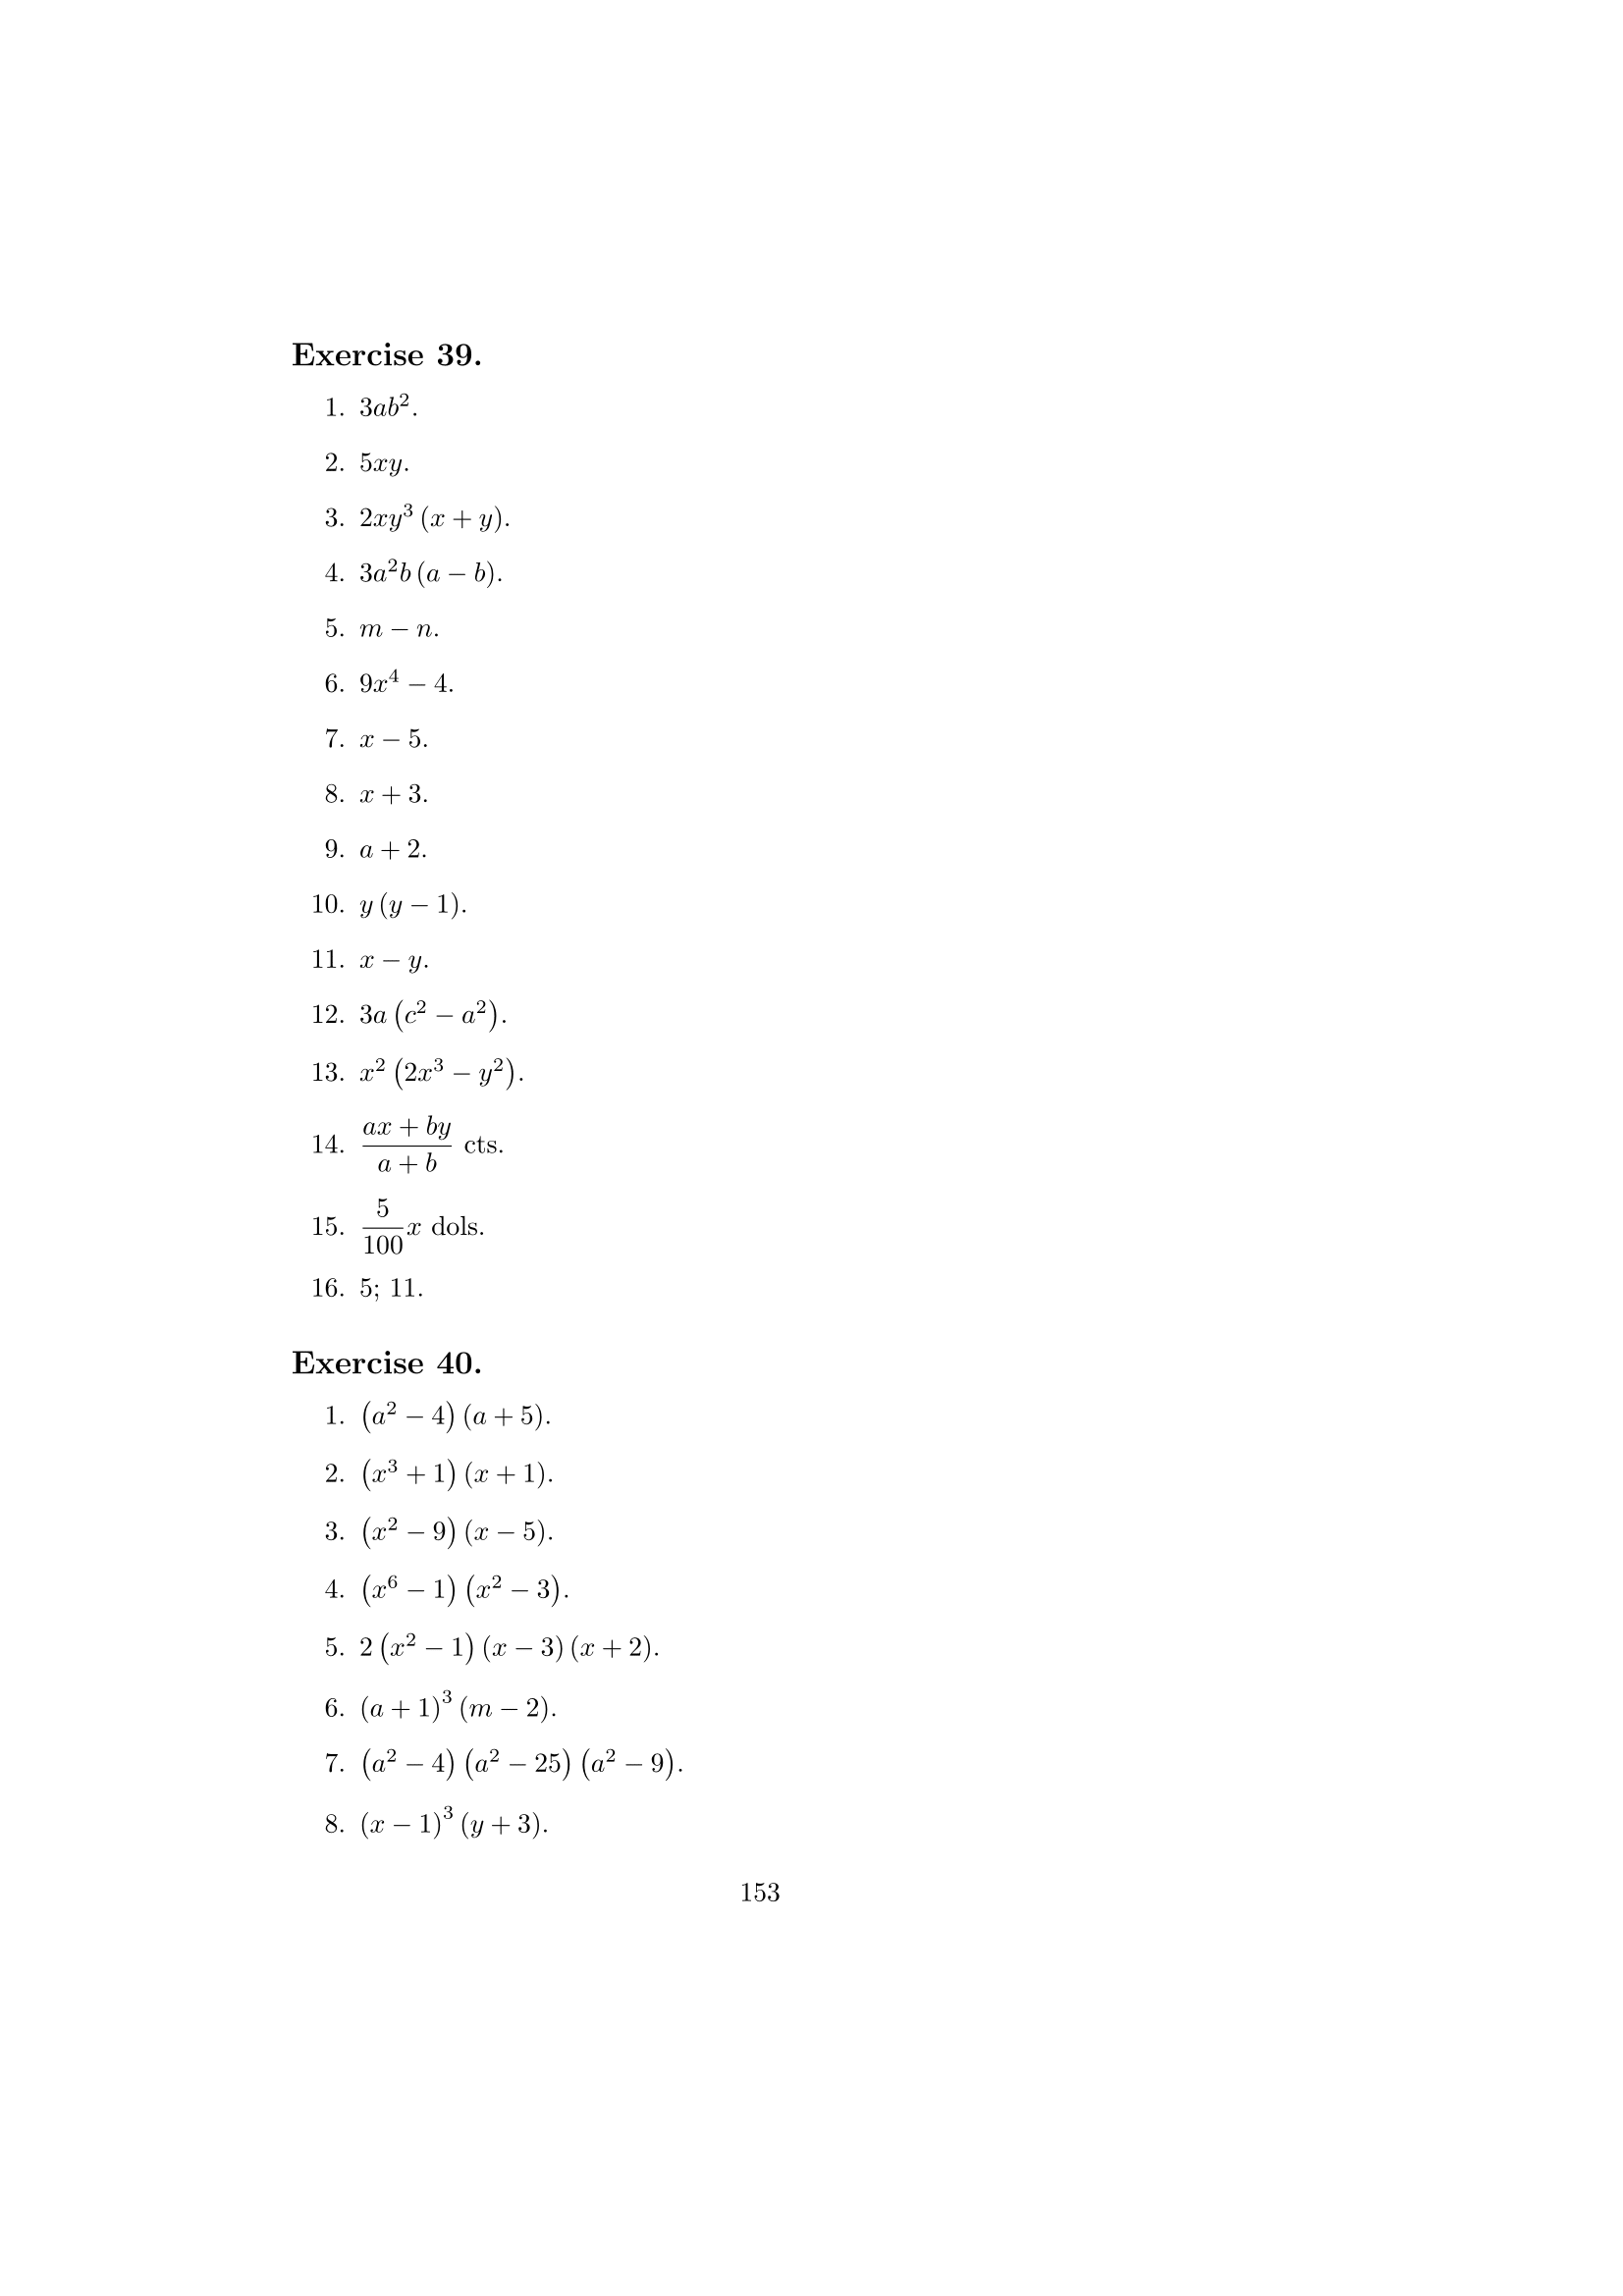 Exercise 39.
1. $3ab^2$.
2. $5xy$.
3. $2xy^3(x + y)$.
4. $3a^2b(a - b)$.
5. $m - n$.
6. $9x^4 - 4$.
7. $x - 5$.
8. $x + 3$.
9. $a + 2$.
10. $y(y - 1)$.
11. $x - y$.
12. $3a(c^2 - a^2)$.
13. $x^2(2x^3 - y^2)$.
14. $\frac{ax + by}{a + b}$ cts.
15. $\frac{5}{100}x$ dols.
16. 5; 11.
Exercise 40.
1. $(a^2 - 4)(a + 5)$.
2. $(x^3 + 1)(x + 1)$.
3. $(x^2 - 9)(x - 5)$.
4. $(x^6 - 1)(x^2 - 3)$.
5. $2(x^2 - 1)(x - 3)(x + 2)$.
6. $(a + 1)^3(m - 2)$.
7. $(a^2 - 4)(a^2 - 25)(a^2 - 9)$.
8. $(x - 1)^3(y + 3)$.
153